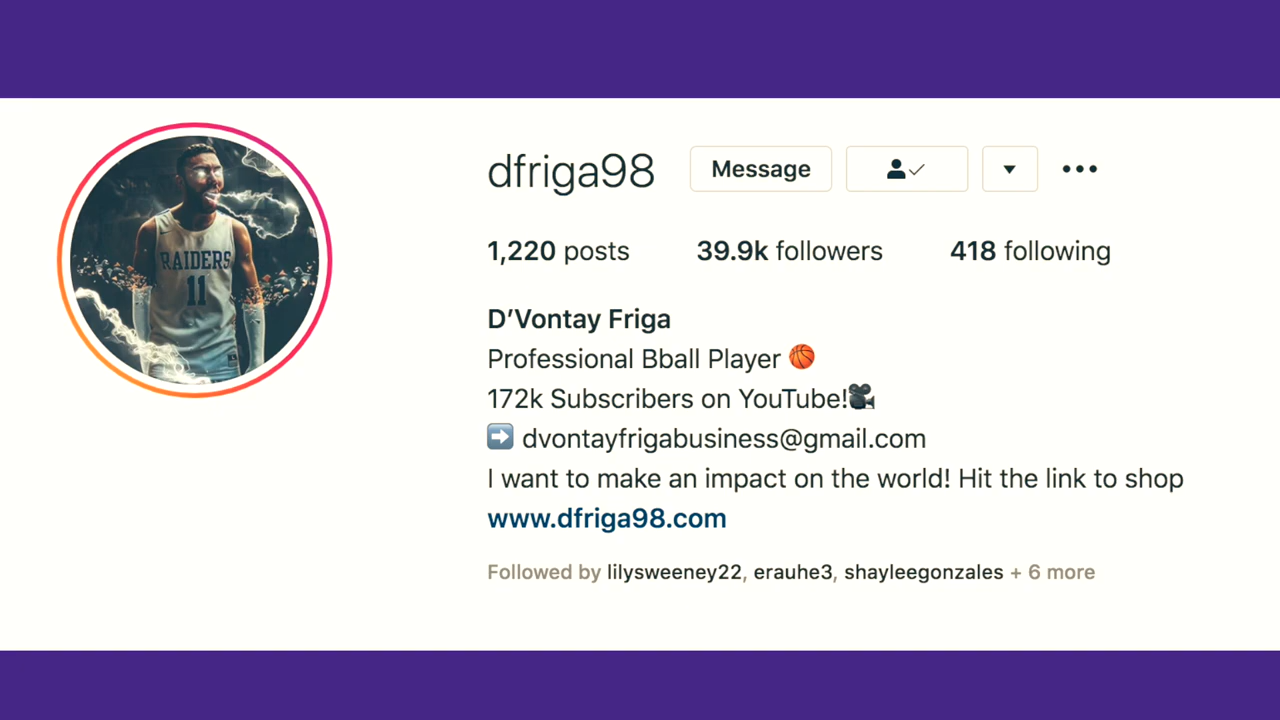 RAIDERS
11
dfriga98 Message
1,220 posts 39.9k followers 418 following
D’Vontay Friga
Professional Bball Player 🏀
172k Subscribers on YouTube!🎥
➡️ dvontayfrigabusiness@gmail.com
I want to make an impact on the world! Hit the link to shop
www.dfriga98.com
Followed by lilysweeney22, erauhe3, shayleegonzales + 6 more